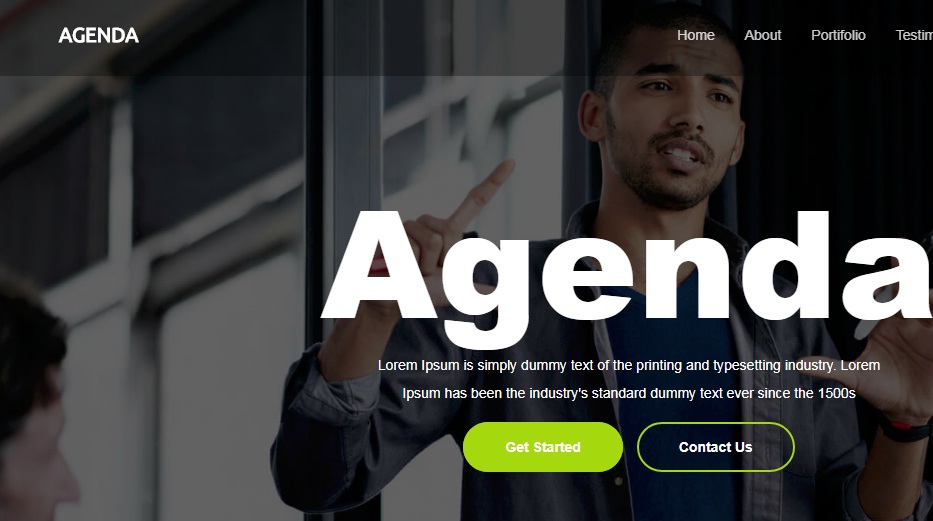 AGENDA
Home About Portifolio Testim
Agenda
Lorem Ipsum is simply dummy text of the printing and typesetting industry. Lorem
Ipsum has been the industry's standard dummy text ever since the 1500s
Get Started Contact Us